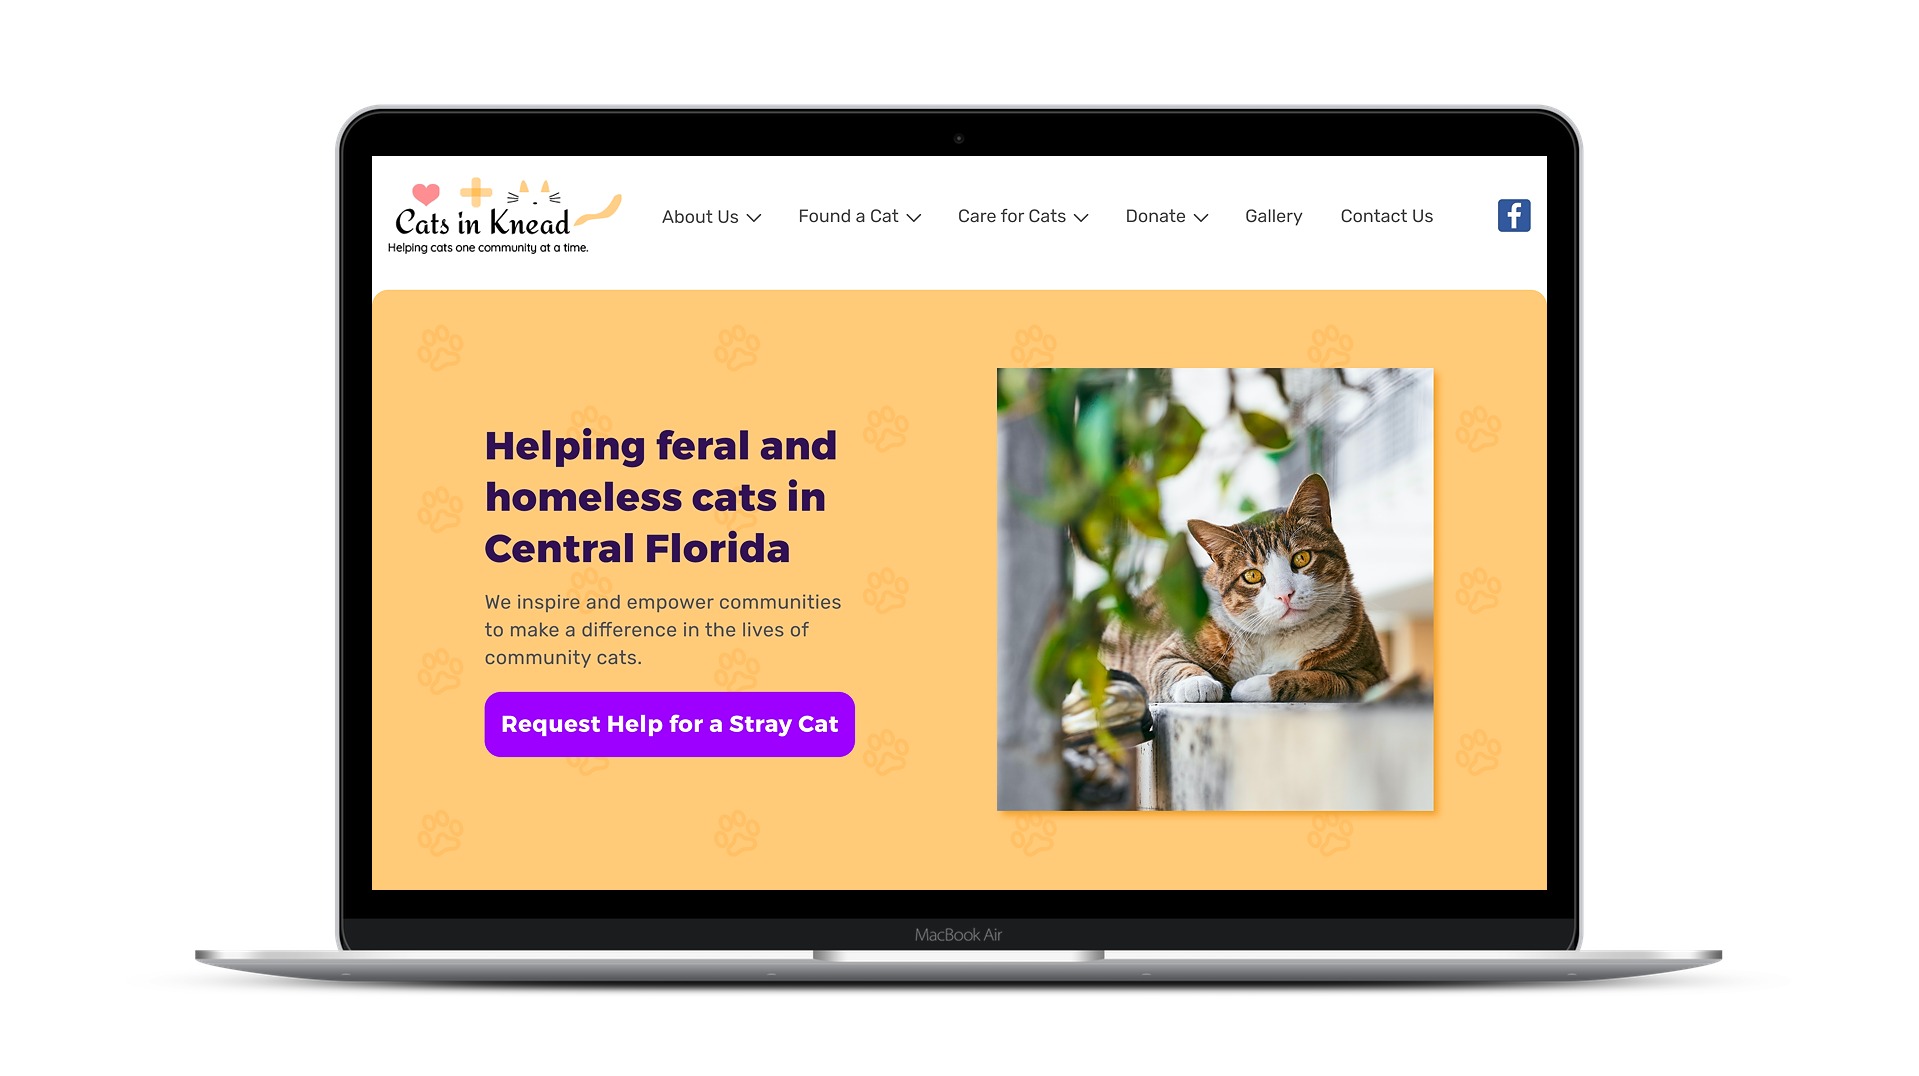 Cats in Knead
Helping cats one community at a time.
About Us
Found a Cat
Care for Cats
Donate
Gallery
Contact Us
f
Helping feral and
homeless cats in
Central Florida
We inspire and empower communities
to make a difference in the lives of
community cats.
Request Help for a Stray Cat
MacBook Air